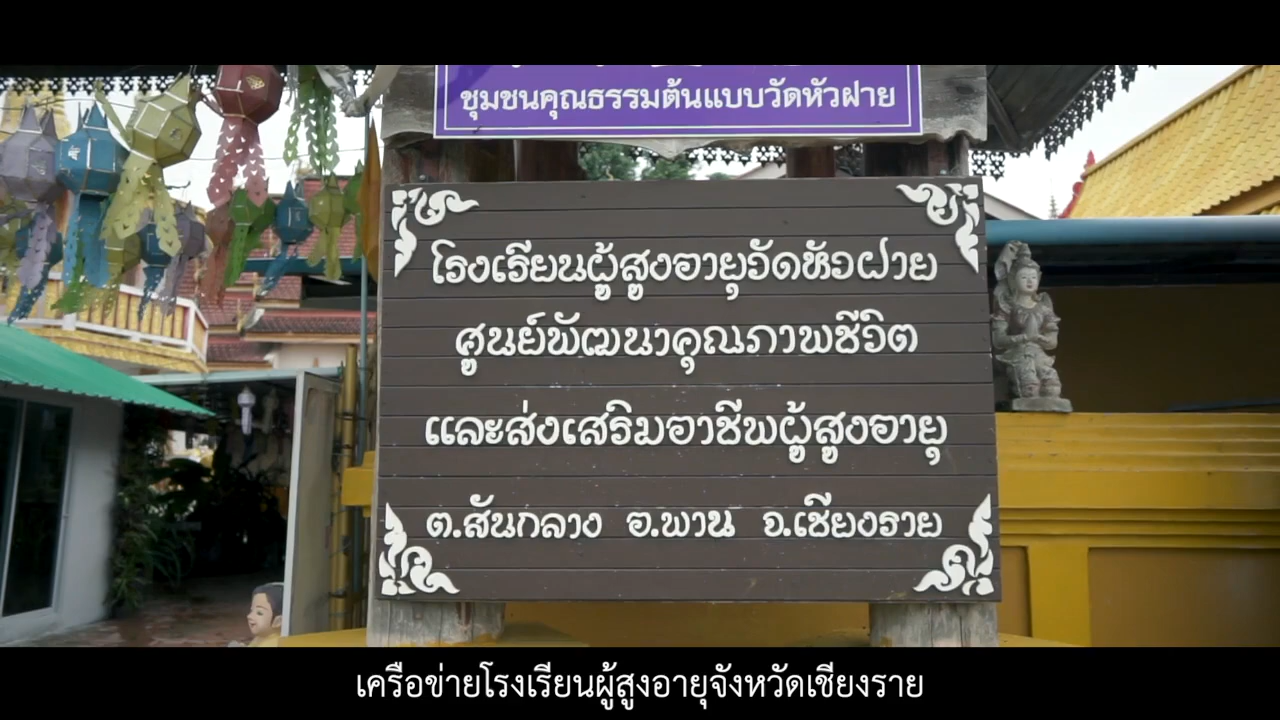 ชุมชนคุณธรรมต้นแบบวัดหัวฝาย
โรงเรียนผู้สูงอายุวัดหัวฝาย
ศูนย์พัฒนาคุณภาพชีวิต
และส่งเสริมอาชีพผู้สูงอายุ
ต.สันกลาง อ.พาน จ.เชียงราย
เครือข่ายโรงเรียนผู้สูงอายุจังหวัดเชียงราย